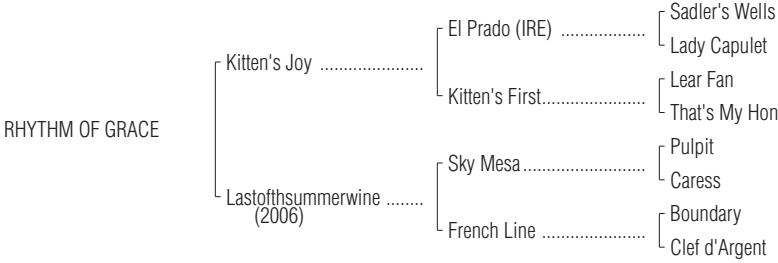 Sadler's Wells
El Prado (IRE) ..................
Lady Capulet
Kitten's Joy ......................
Lear Fan
Kitten's First......................
That's My Hon
RHYTHM OF GRACE
Pulpit
Sky Mesa..........................
Caress
Lastofthsummerwine ........
(2006)
Boundary
French Line ......................
Clef d'Argent